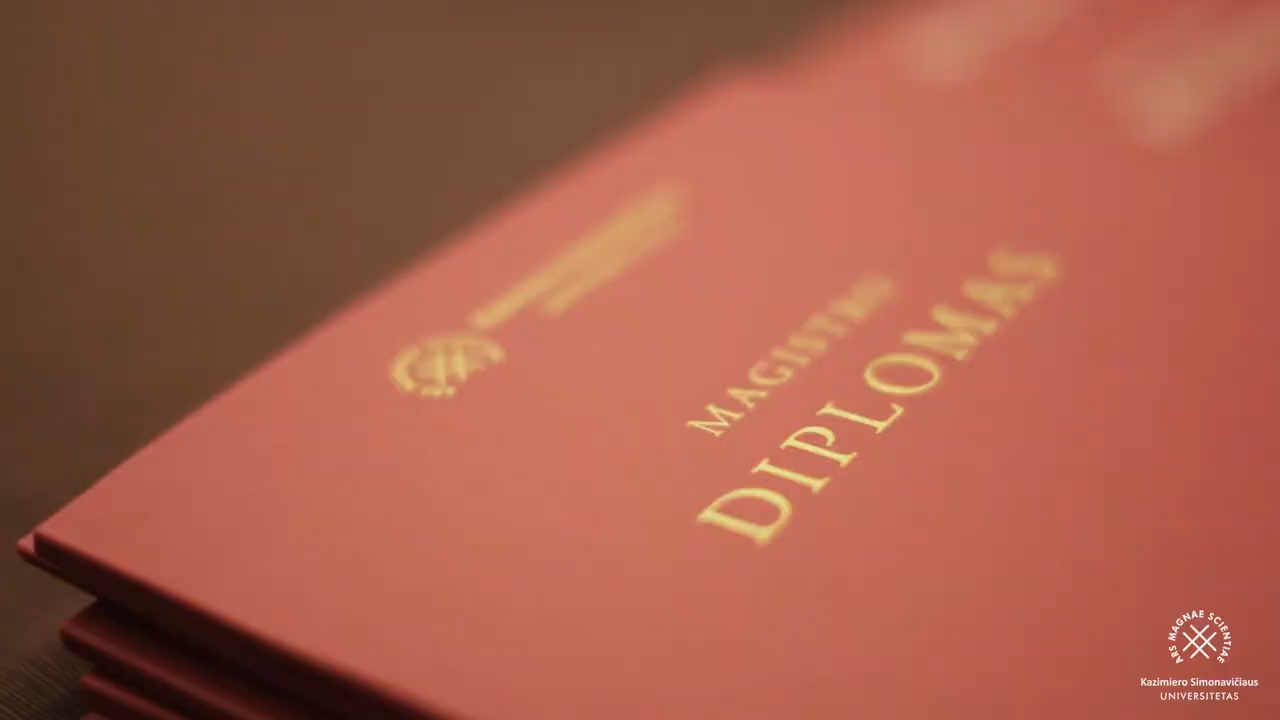 MAGISTRO
DIPLOMAS
ARS MAGNAE SCIENTIAE
Kazimiero Simonavičiaus
UNIVERSITETAS